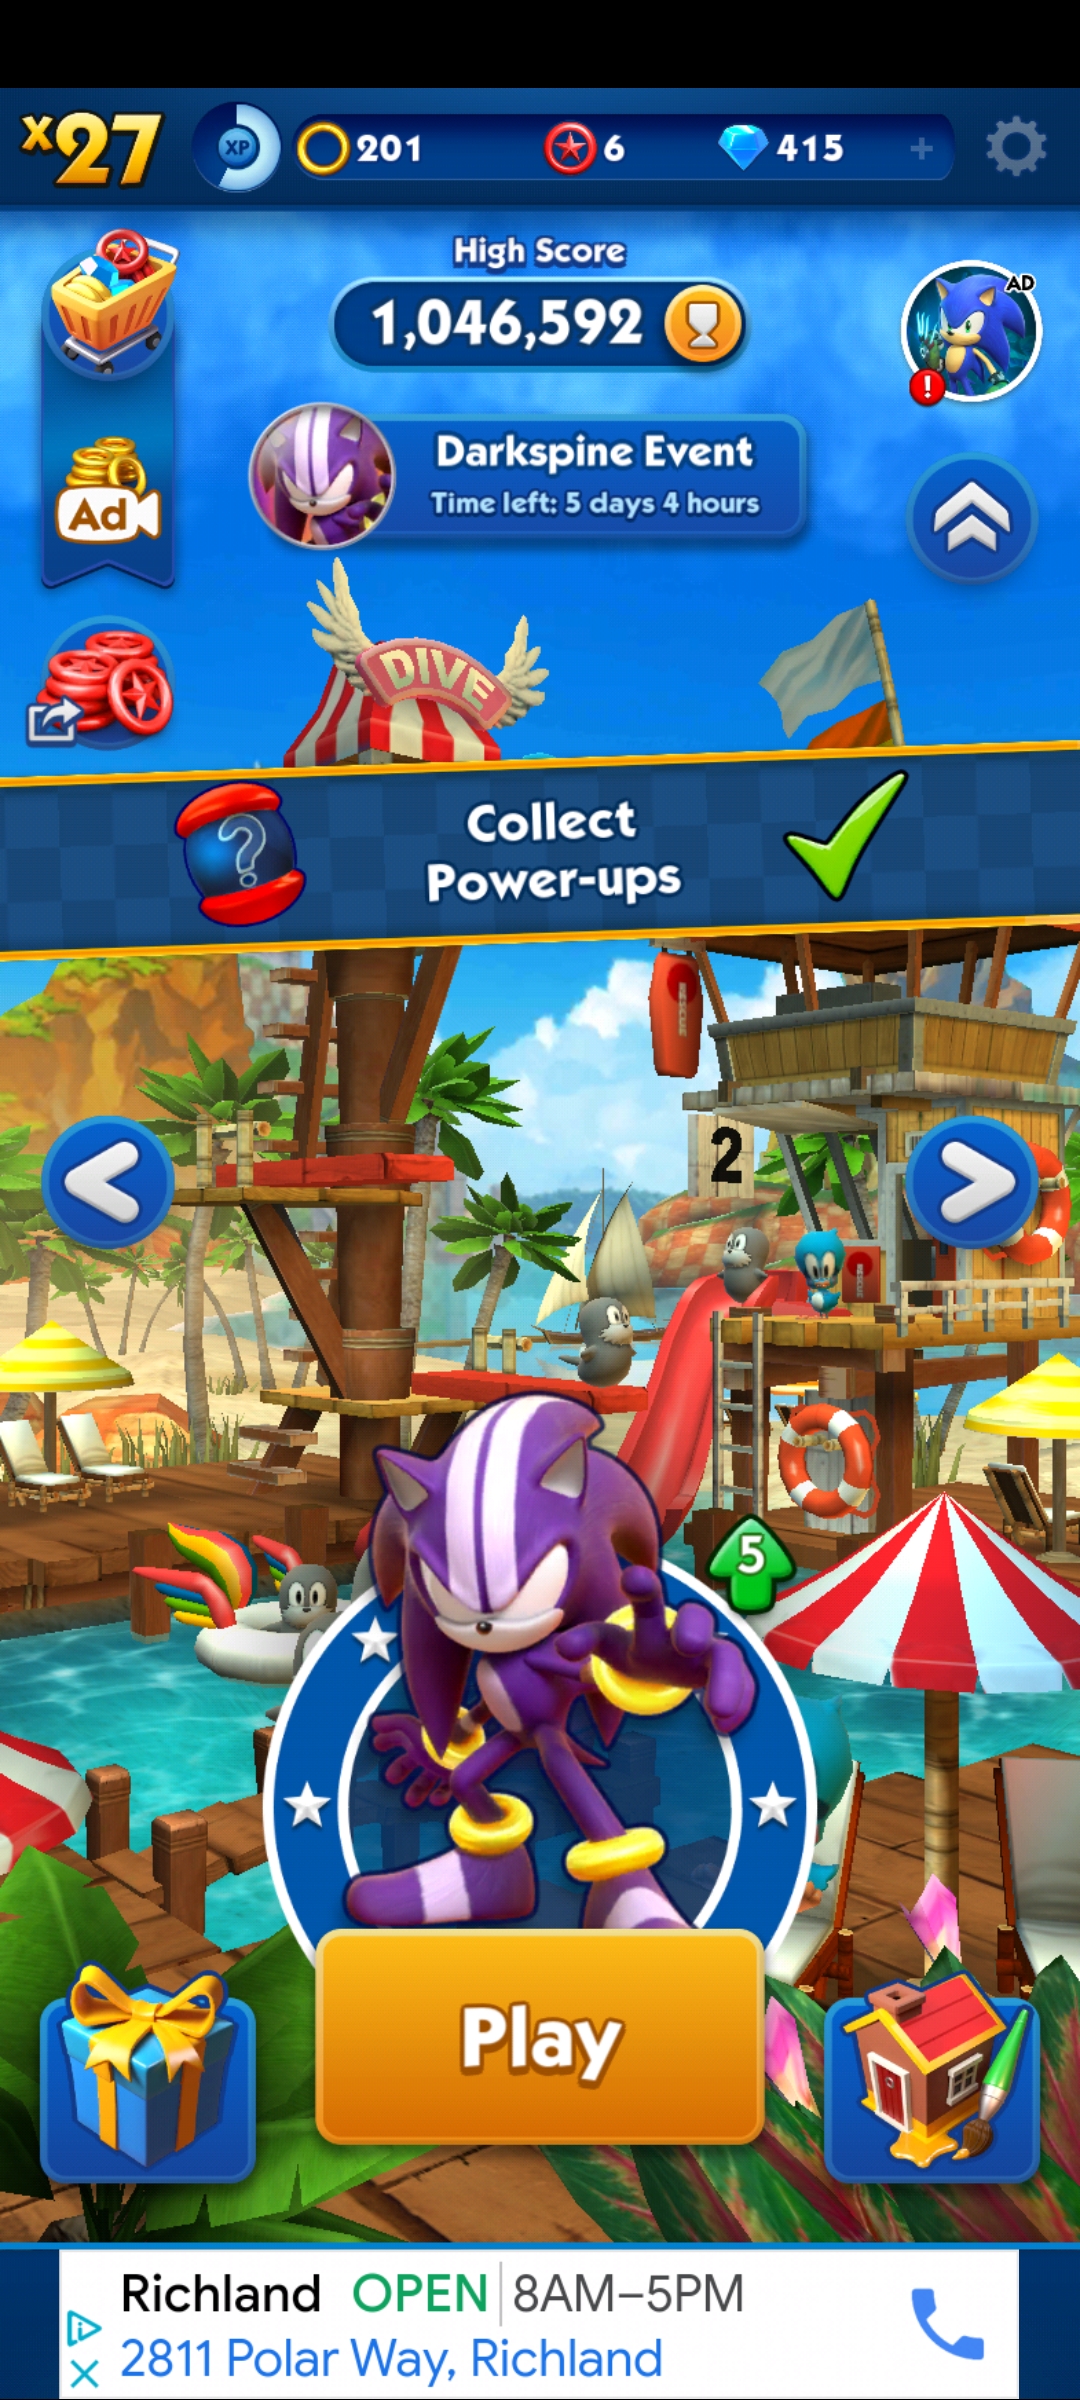 x27
XP
201
6
415
+
High Score
1,046,592
AD
!
Darkspine Event
Time left: 5 days 4 hours
Ad
DIVE
?
Collect
Power-ups
RESCUE
2
5
Play
Richland OPEN 8AM–5PM
2811 Polar Way, Richland